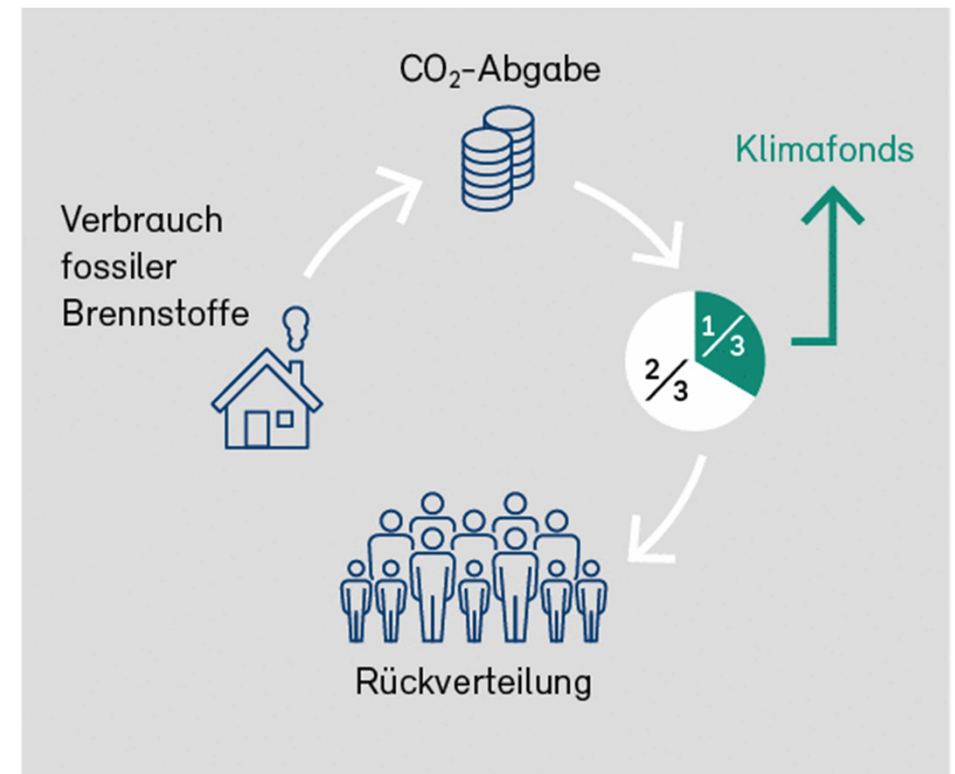 CO₂-Abgabe
Klimafonds
Verbrauch
fossiler
Brennstoffe
1/3
2/3
Rückverteilung